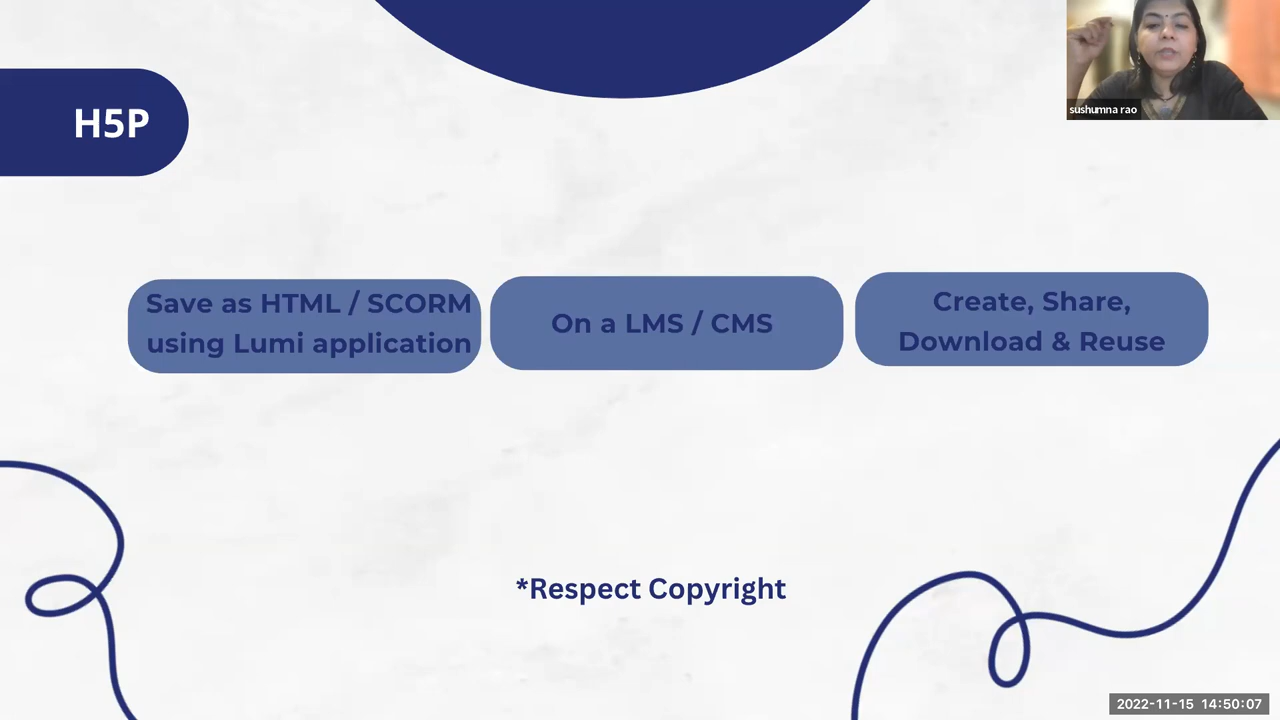 sushumna rao
H5P
Save as HTML / SCORM
using Lumi application
On a LMS / CMS
Create, Share,
Download & Reuse
*Respect Copyright
2022-11-15 14:50:07